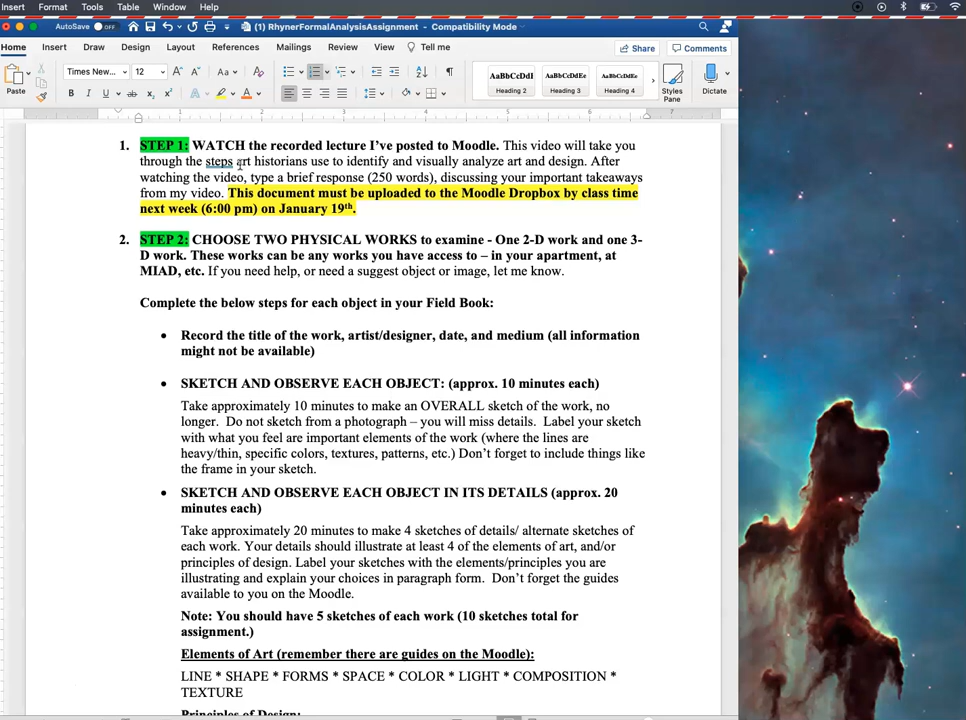 Insert Format Tools Table Window Help
AutoSave OFF (1) RhynerFormalAnalysisAssignment - Compatibility Mode
Home Insert Draw Design Layout References Mailings Review View Tell me Share Comments
Paste Times New... 12 Aa AaBbCcDdI AaBbCcDdEe AaBbCcDdEe Styles Pane Dictate
B I U ab x₂ x² A A Heading 2 Heading 3 Heading 4
1 2 3 4 5 6 7
1. STEP 1: WATCH the recorded lecture I've posted to Moodle. This video will take you
through the steps art historians use to identify and visually analyze art and design. After
watching the video, type a brief response (250 words), discussing your important takeaways
from my video. This document must be uploaded to the Moodle Dropbox by class time
next week (6:00 pm) on January 19th.
2. STEP 2: CHOOSE TWO PHYSICAL WORKS to examine - One 2-D work and one 3-
D work. These works can be any works you have access to – in your apartment, at
MIAD, etc. If you need help, or need a suggest object or image, let me know.
Complete the below steps for each object in your Field Book:
• Record the title of the work, artist/designer, date, and medium (all information
might not be available)
• SKETCH AND OBSERVE EACH OBJECT: (approx. 10 minutes each)
Take approximately 10 minutes to make an OVERALL sketch of the work, no
longer. Do not sketch from a photograph – you will miss details. Label your sketch
with what you feel are important elements of the work (where the lines are
heavy/thin, specific colors, textures, patterns, etc.) Don't forget to include things like
the frame in your sketch.
• SKETCH AND OBSERVE EACH OBJECT IN ITS DETAILS (approx. 20
minutes each)
Take approximately 20 minutes to make 4 sketches of details/ alternate sketches of
each work. Your details should illustrate at least 4 of the elements of art, and/or
principles of design. Label your sketches with the elements/principles you are
illustrating and explain your choices in paragraph form. Don't forget the guides
available to you on the Moodle.
Note: You should have 5 sketches of each work (10 sketches total for
assignment.)
Elements of Art (remember there are guides on the Moodle):
LINE * SHAPE * FORMS * SPACE * COLOR * LIGHT * COMPOSITION *
TEXTURE
Principles of Design: